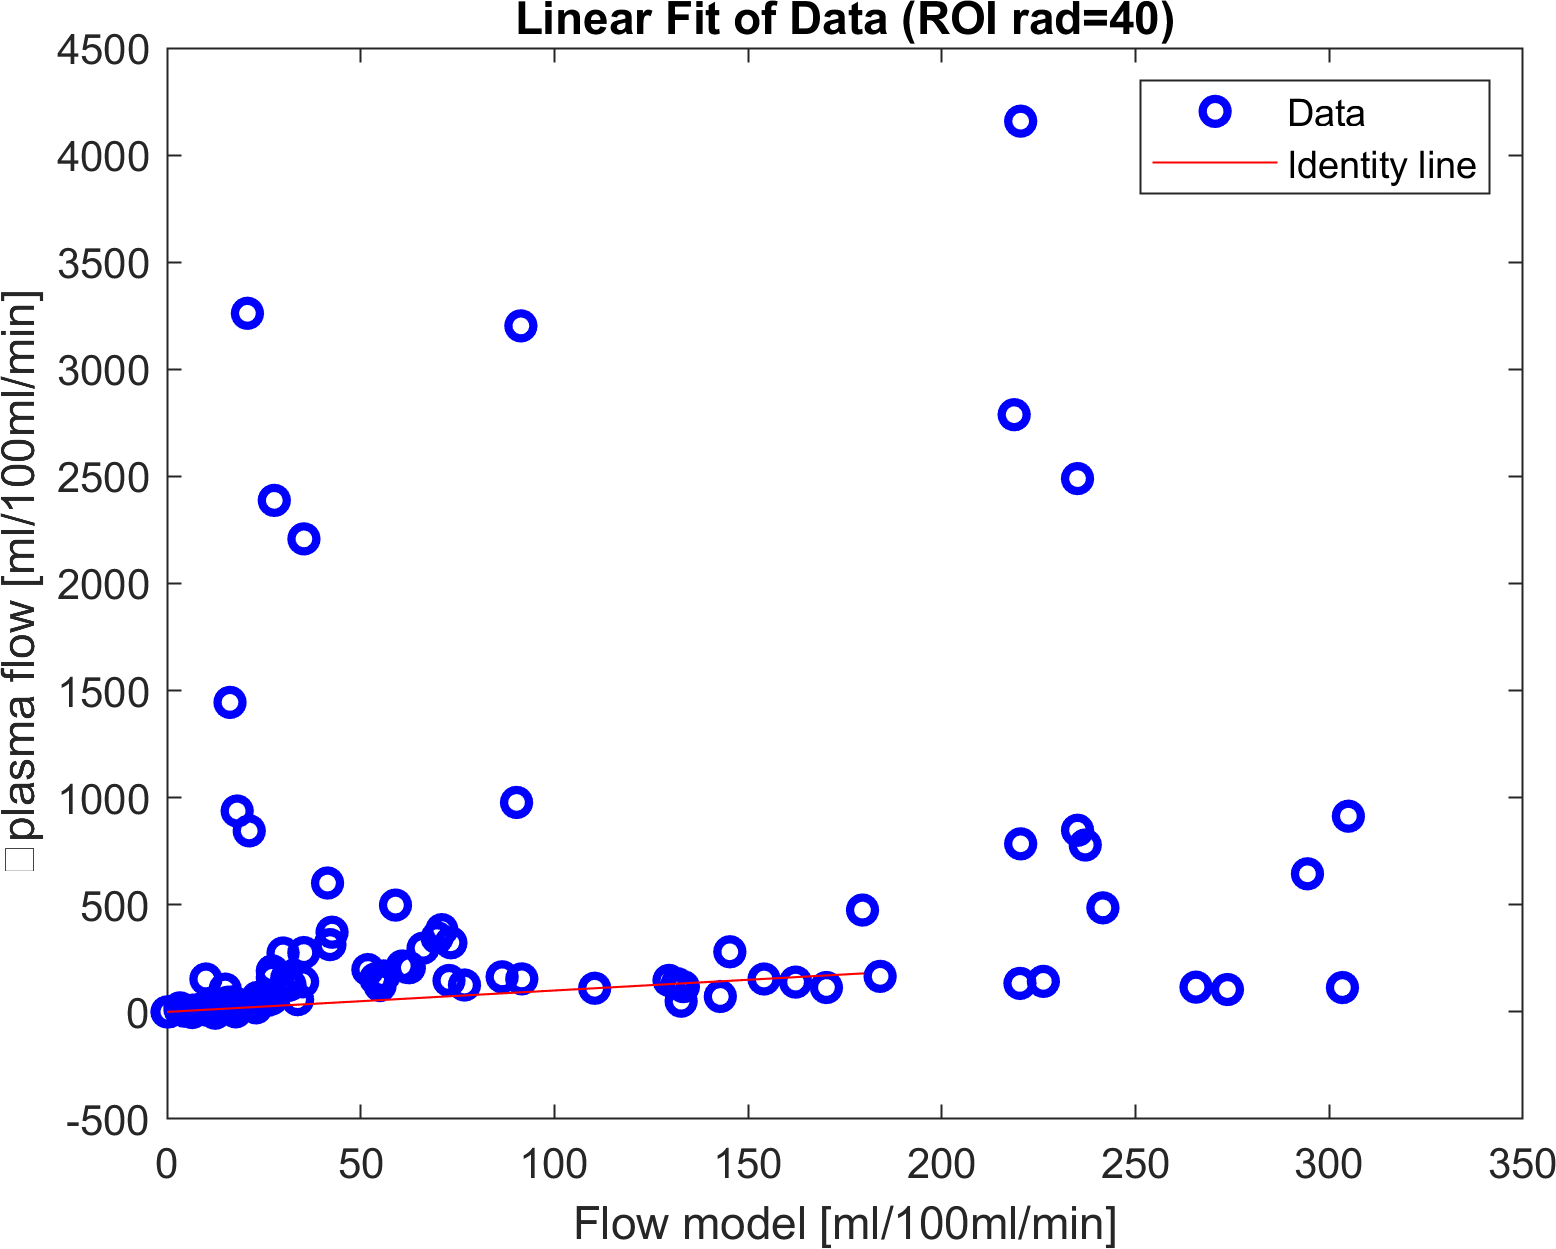 Linear Fit of Data (ROI rad=40)
4500
4000
3500
3000
2500
2000
1500
1000
500
0
-500
0 50 100 150 200 250 300 350
Data
Identity line
□plasma flow [ml/100ml/min]
Flow model [ml/100ml/min]